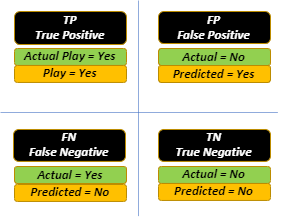 TP
True Positive
Actual Play = Yes
Play = Yes
FP
False Positive
Actual = No
Predicted = Yes
FN
False Negative
Actual = Yes
Predicted = No
TN
True Negative
Actual = No
Predicted = No